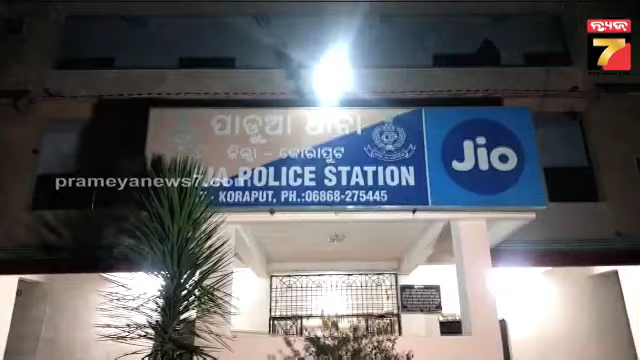 ନ୍ୟୁଜ୍
7
ପାଡୁଆ ଥାନା
ଜିଲ୍ଲା - କୋରାପୁଟ
POLICE STATION
- KORAPUT, PH.:06868-275445
Jio
prameyanews7.com